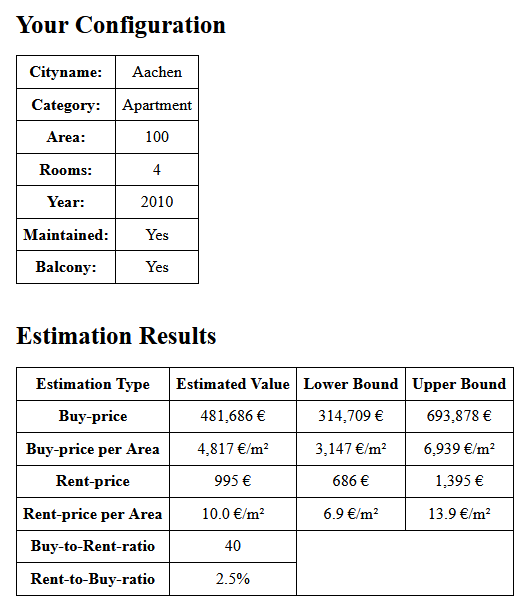 Your Configuration
Cityname: Aachen
Category: Apartment
Area: 100
Rooms: 4
Year: 2010
Maintained: Yes
Balcony: Yes
Estimation Results
Estimation Type Estimated Value Lower Bound Upper Bound
Buy-price 481,686 € 314,709 € 693,878 €
Buy-price per Area 4,817 €/m² 3,147 €/m² 6,939 €/m²
Rent-price 995 € 686 € 1,395 €
Rent-price per Area 10.0 €/m² 6.9 €/m² 13.9 €/m²
Buy-to-Rent-ratio 40
Rent-to-Buy-ratio 2.5%